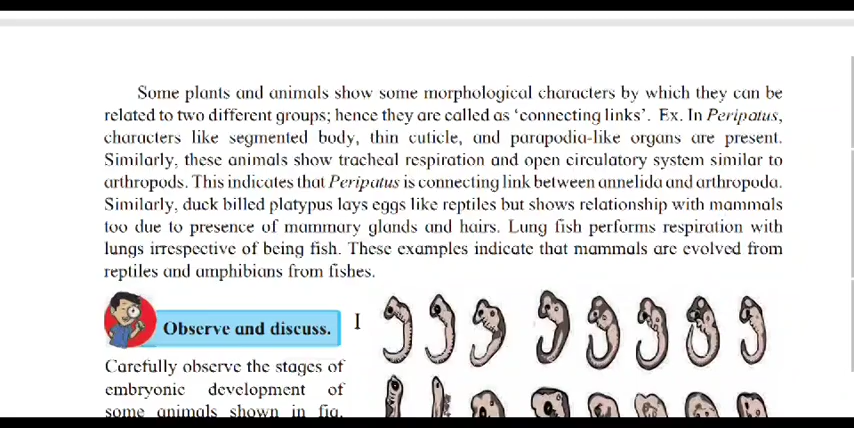 Some plants and animals show some morphological characters by which they can be
related to two different groups; hence they are called as ‘connecting links’. Ex. In Peripatus,
characters like segmented body, thin cuticle, and parapodia-like organs are present.
Similarly, these animals show tracheal respiration and open circulatory system similar to
arthropods. This indicates that Peripatus is connecting link between annelida and arthropoda.
Similarly, duck billed platypus lays eggs like reptiles but shows relationship with mammals
too due to presence of mammary glands and hairs. Lung fish performs respiration with
lungs irrespective of being fish. These examples indicate that mammals are evolved from
reptiles and amphibians from fishes.
Observe and discuss.
I
Carefully observe the stages of
embryonic development of
some animals shown in fig.